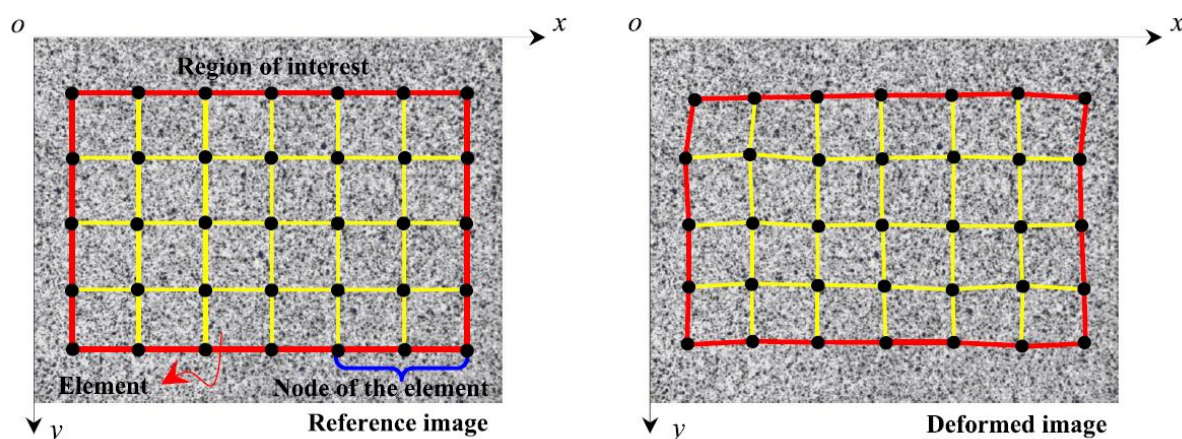 o
x
Region of interest
Element
Node of the element
y
Reference image
o
x
y
Deformed image